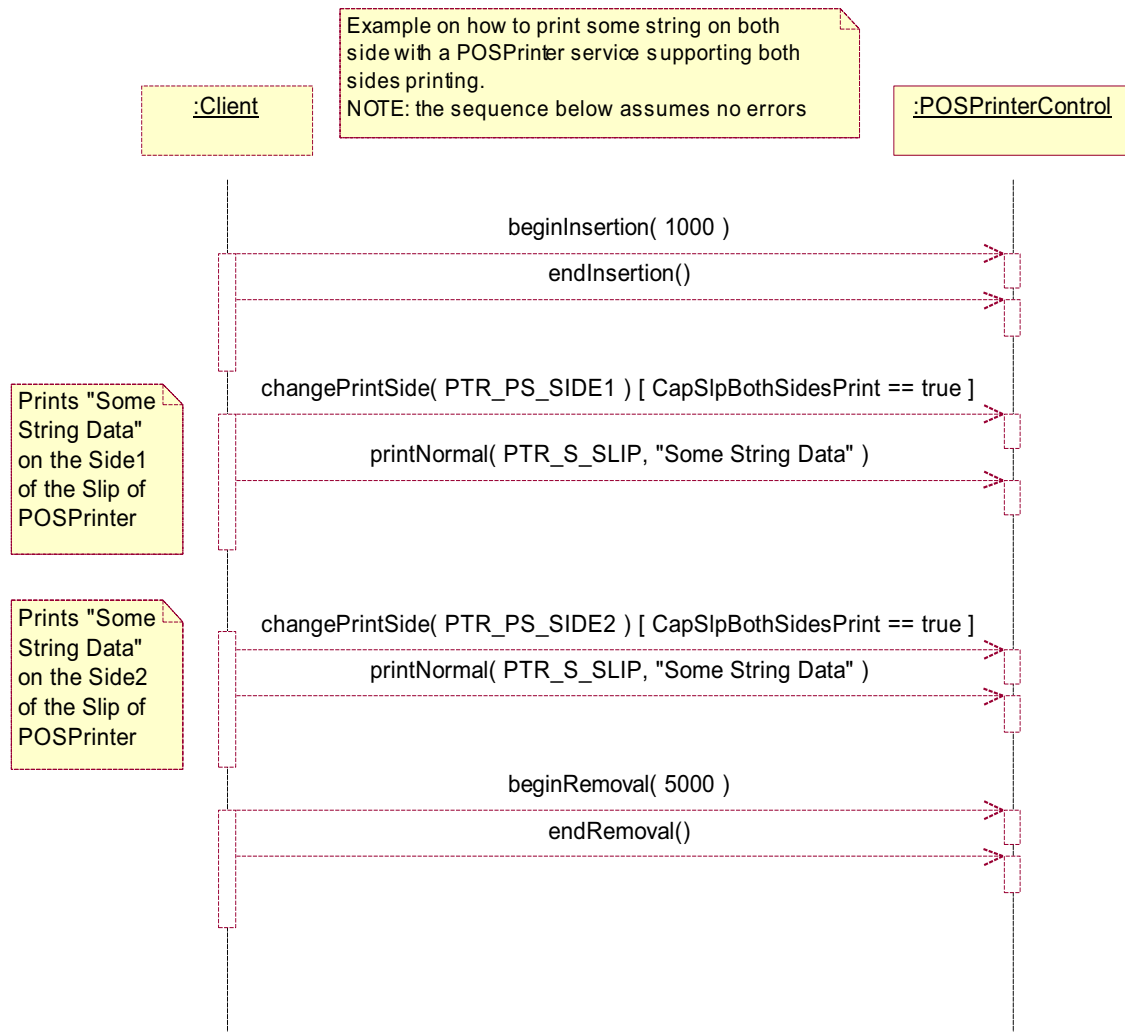 Example on how to print some string on both
side with a POSPrinter service supporting both
sides printing.
NOTE: the sequence below assumes no errors
:Client
:POSPrinterControl
beginInsertion( 1000 )
endInsertion()
changePrintSide( PTR_PS_SIDE1 ) [ CapSlpBothSidesPrint == true ]
Prints "Some
String Data"
on the Side1
of the Slip of
POSPrinter
printNormal( PTR_S_SLIP, "Some String Data" )
changePrintSide( PTR_PS_SIDE2 ) [ CapSlpBothSidesPrint == true ]
Prints "Some
String Data"
on the Side2
of the Slip of
POSPrinter
printNormal( PTR_S_SLIP, "Some String Data" )
beginRemoval( 5000 )
endRemoval()